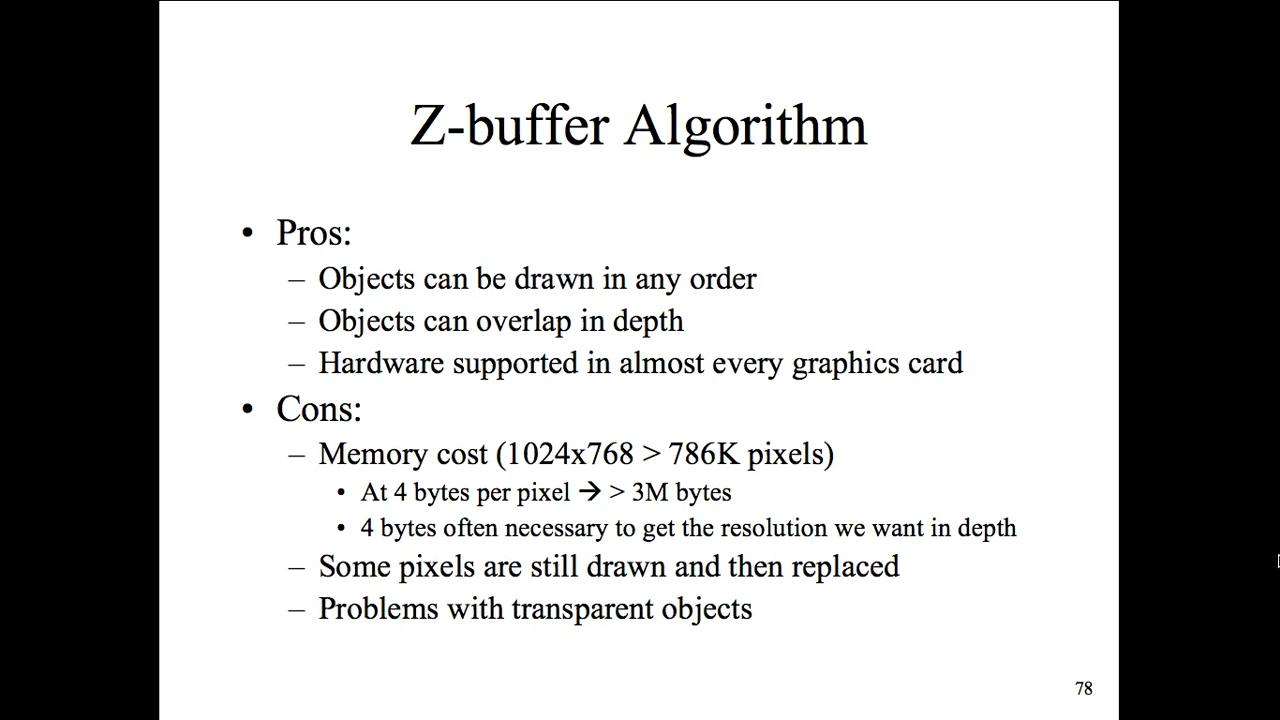 Z-buffer Algorithm
• Pros:
– Objects can be drawn in any order
– Objects can overlap in depth
– Hardware supported in almost every graphics card
• Cons:
– Memory cost (1024x768 > 786K pixels)
• At 4 bytes per pixel ➔ > 3M bytes
• 4 bytes often necessary to get the resolution we want in depth
– Some pixels are still drawn and then replaced
– Problems with transparent objects
78